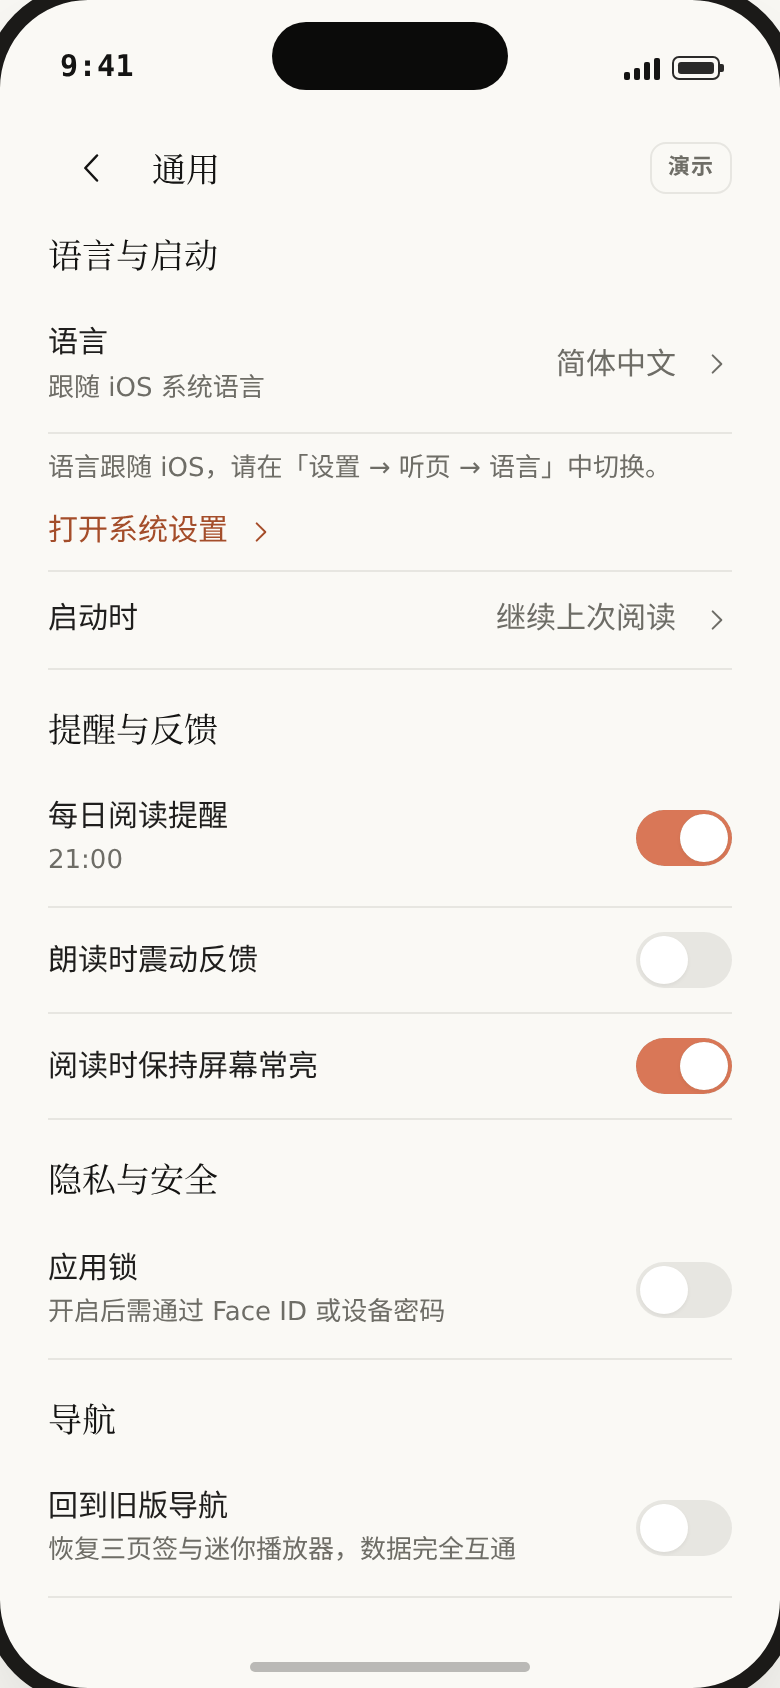 9:41
通用
演示
语言与启动
语言
简体中文
跟随 iOS 系统语言
语言跟随 iOS，请在「设置 → 听页 → 语言」中切换。
打开系统设置
启动时
继续上次阅读
提醒与反馈
每日阅读提醒
21:00
朗读时震动反馈
阅读时保持屏幕常亮
隐私与安全
应用锁
开启后需通过 Face ID 或设备密码
导航
回到旧版导航
恢复三页签与迷你播放器，数据完全互通